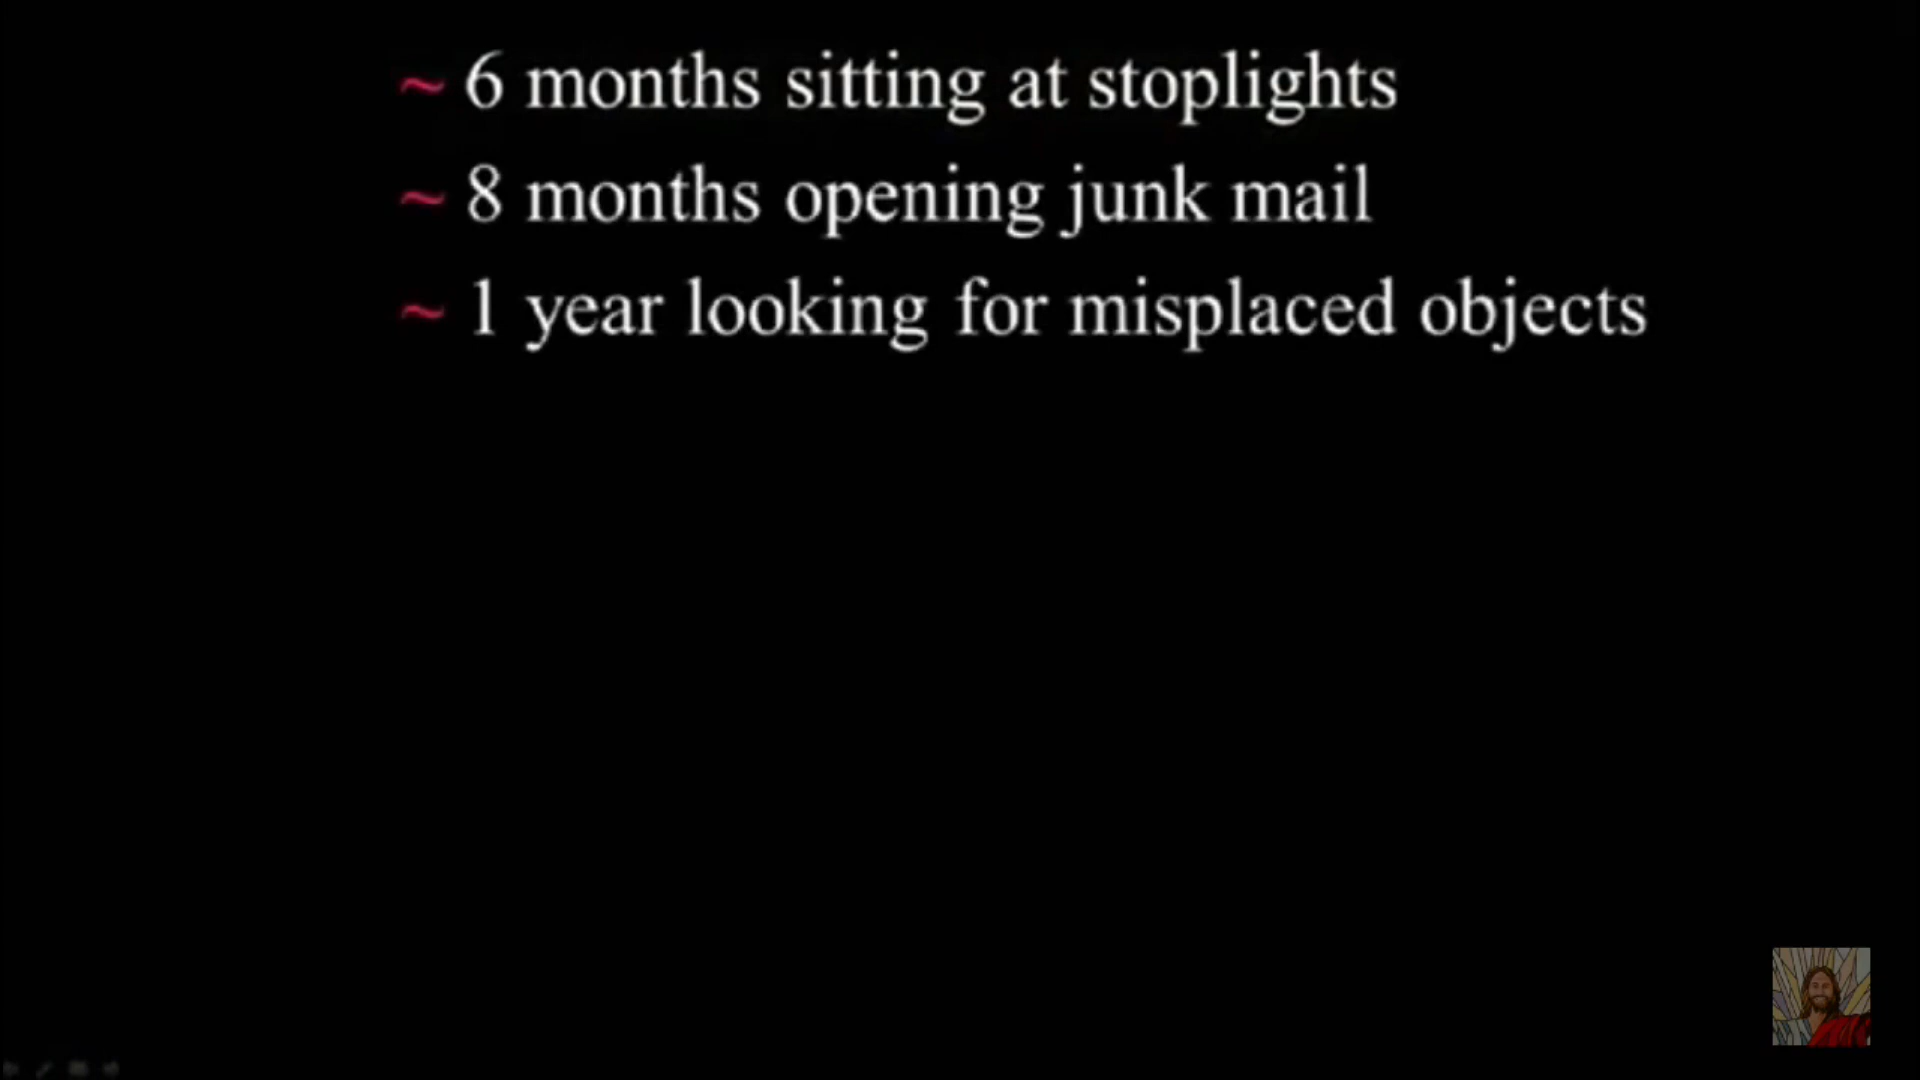 ~ 6 months sitting at stoplights
~ 8 months opening junk mail
~ 1 year looking for misplaced objects